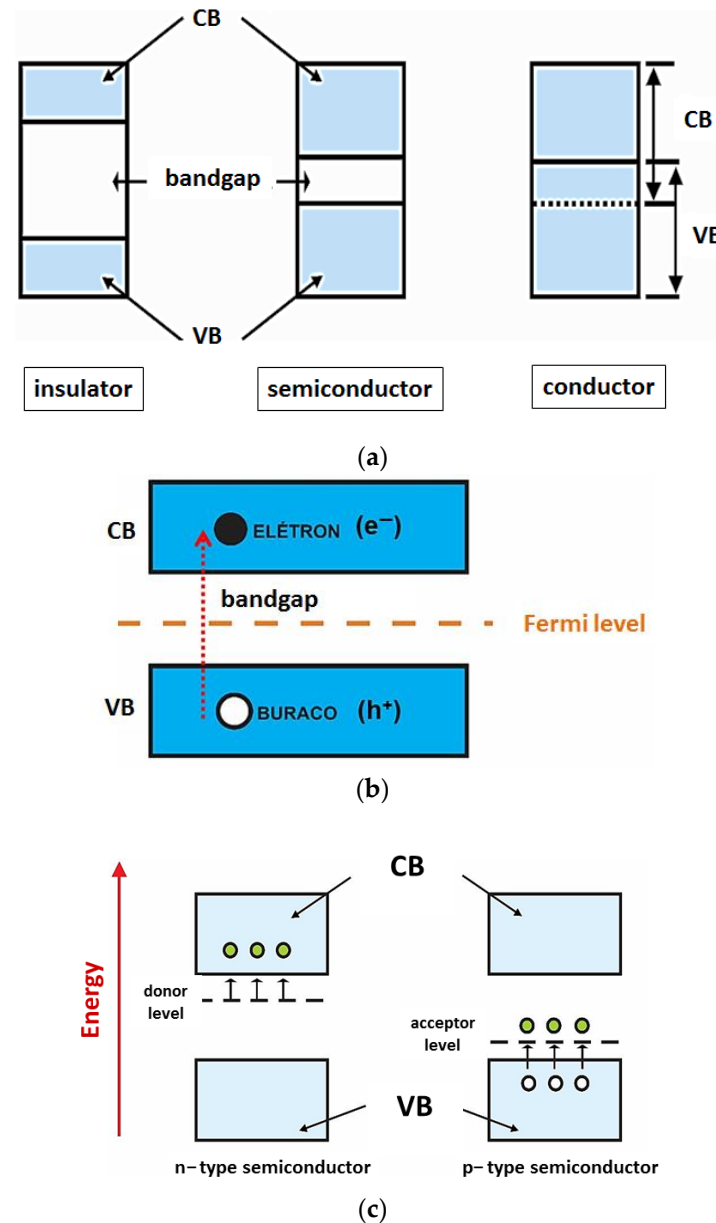 CB
bandgap
CB
VB
VB
insulator
semiconductor
conductor
(a)
CB
ELÉTRON (e−)
bandgap
Fermi level
VB
BURACO (h+)
(b)
Energy
CB
donor
level
acceptor
level
VB
n− type semiconductor
p− type semiconductor
(c)